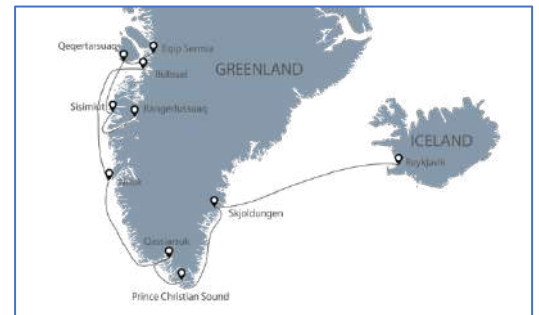 Qeqertarsuaq
Eqip Sermia
Ilulissat
GREENLAND
Sisimiut
Kangerlussuaq
ICELAND
Reykjavik
Nuuk
Skjoldungen
Qassiarsuk
Prince Christian Sound